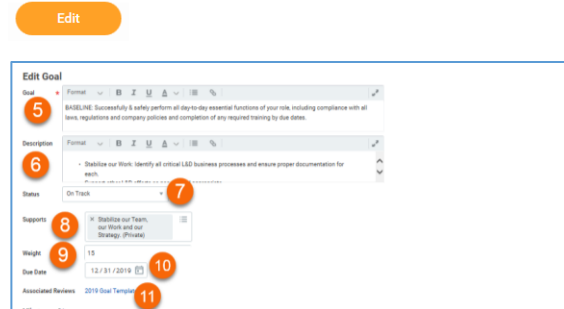 Edit
Edit Goal
Goal * Format B I U A
5
BASELINE: Successfully & safely perform all day-to-day essential functions of your role, including compliance with all
laws, regulations and company policies and completion of any required training by due dates.
Description Format B I U A
6
Stabilize our Work: Identify all critical L&D business processes and ensure proper documentation for
each.
Status On Track 7
Supports 8 × Stabilize our Team,
our Work and our
Strategy. (Private)
Weight 9 15
Due Date 12/31/2019 10
Associated Reviews 2019 Goal Template 11